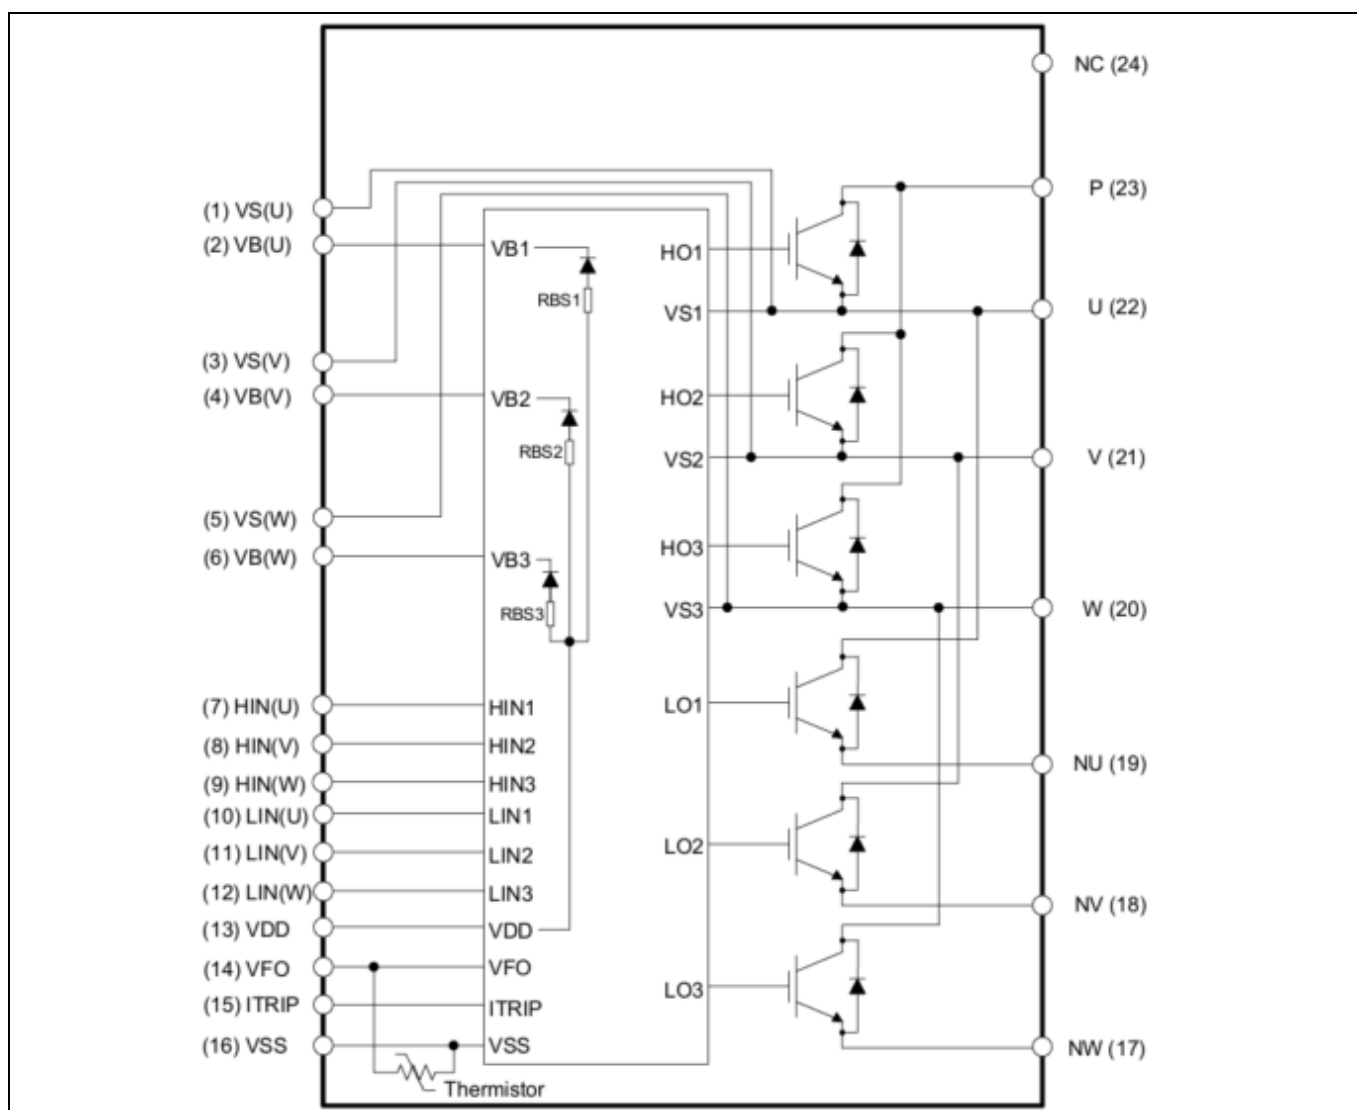 NC (24)
P (23)
(1) VS(U)
(2) VB(U)
VB1
HO1
RBS1
VS1
U (22)
(3) VS(V)
(4) VB(V)
VB2
HO2
RBS2
VS2
V (21)
(5) VS(W)
(6) VB(W)
VB3
HO3
RBS3
VS3
W (20)
(7) HIN(U)
HIN1
LO1
(8) HIN(V)
HIN2
NU (19)
(9) HIN(W)
HIN3
(10) LIN(U)
LIN1
(11) LIN(V)
LIN2
LO2
(12) LIN(W)
LIN3
NV (18)
(13) VDD
VDD
(14) VFO
VFO
LO3
(15) ITRIP
ITRIP
(16) VSS
VSS
NW (17)
Thermistor